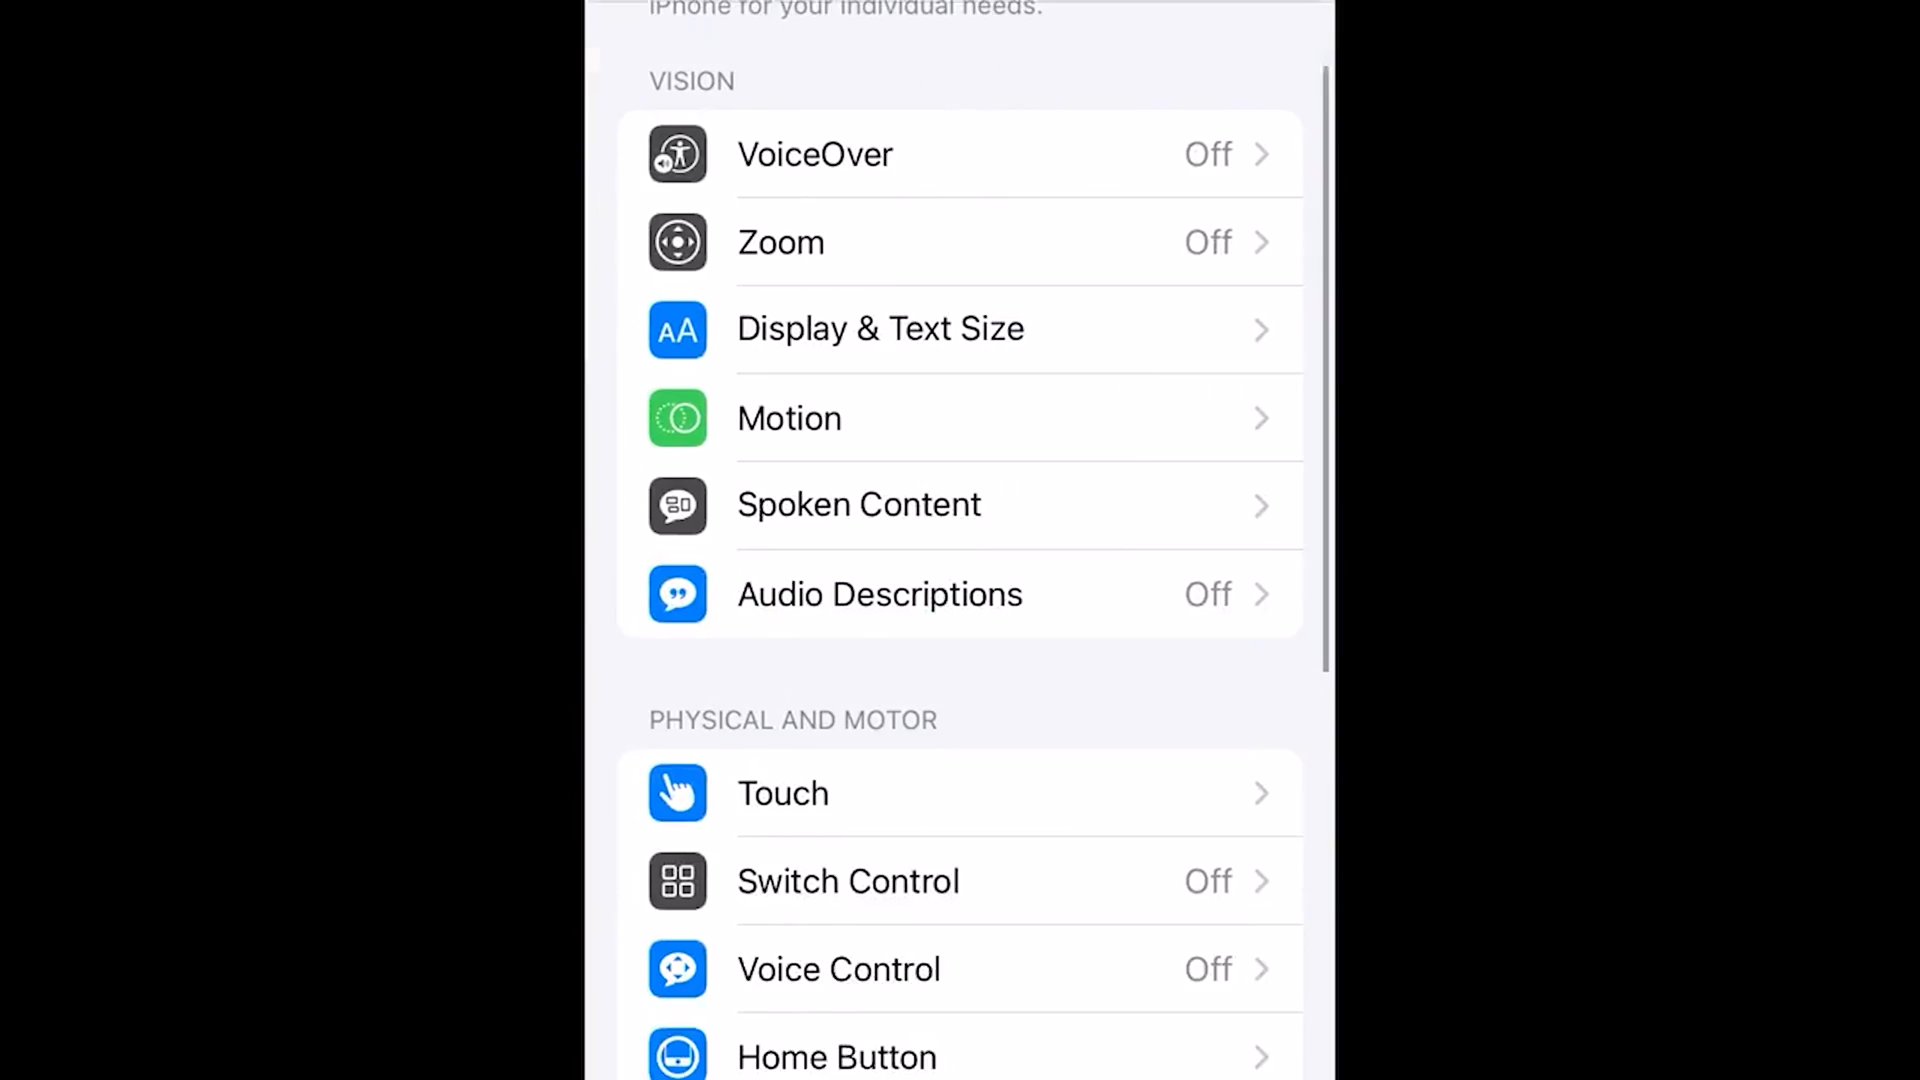 iPhone for your individual needs.
VISION
VoiceOver Off
Zoom Off
AA Display & Text Size
Motion
Spoken Content
Audio Descriptions Off
PHYSICAL AND MOTOR
Touch
Switch Control Off
Voice Control Off
Home Button